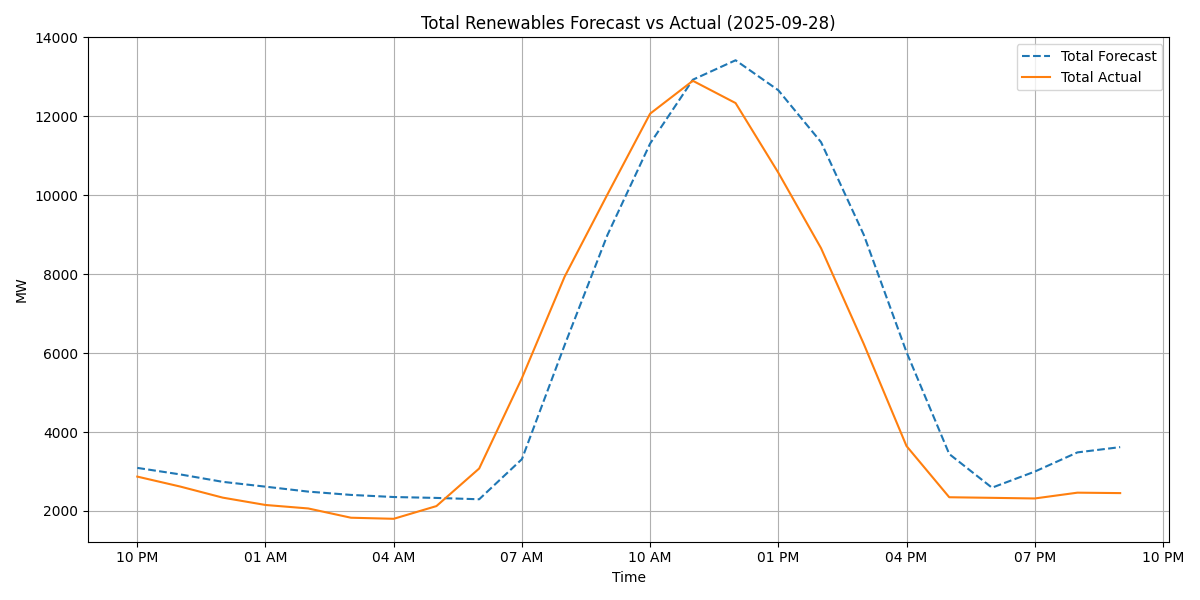 Total Renewables Forecast vs Actual (2025-09-28)
14000
12000
10000
8000
6000
4000
2000
MW
Total Forecast
Total Actual
10 PM 01 AM 04 AM 07 AM 10 AM 01 PM 04 PM 07 PM 10 PM
Time